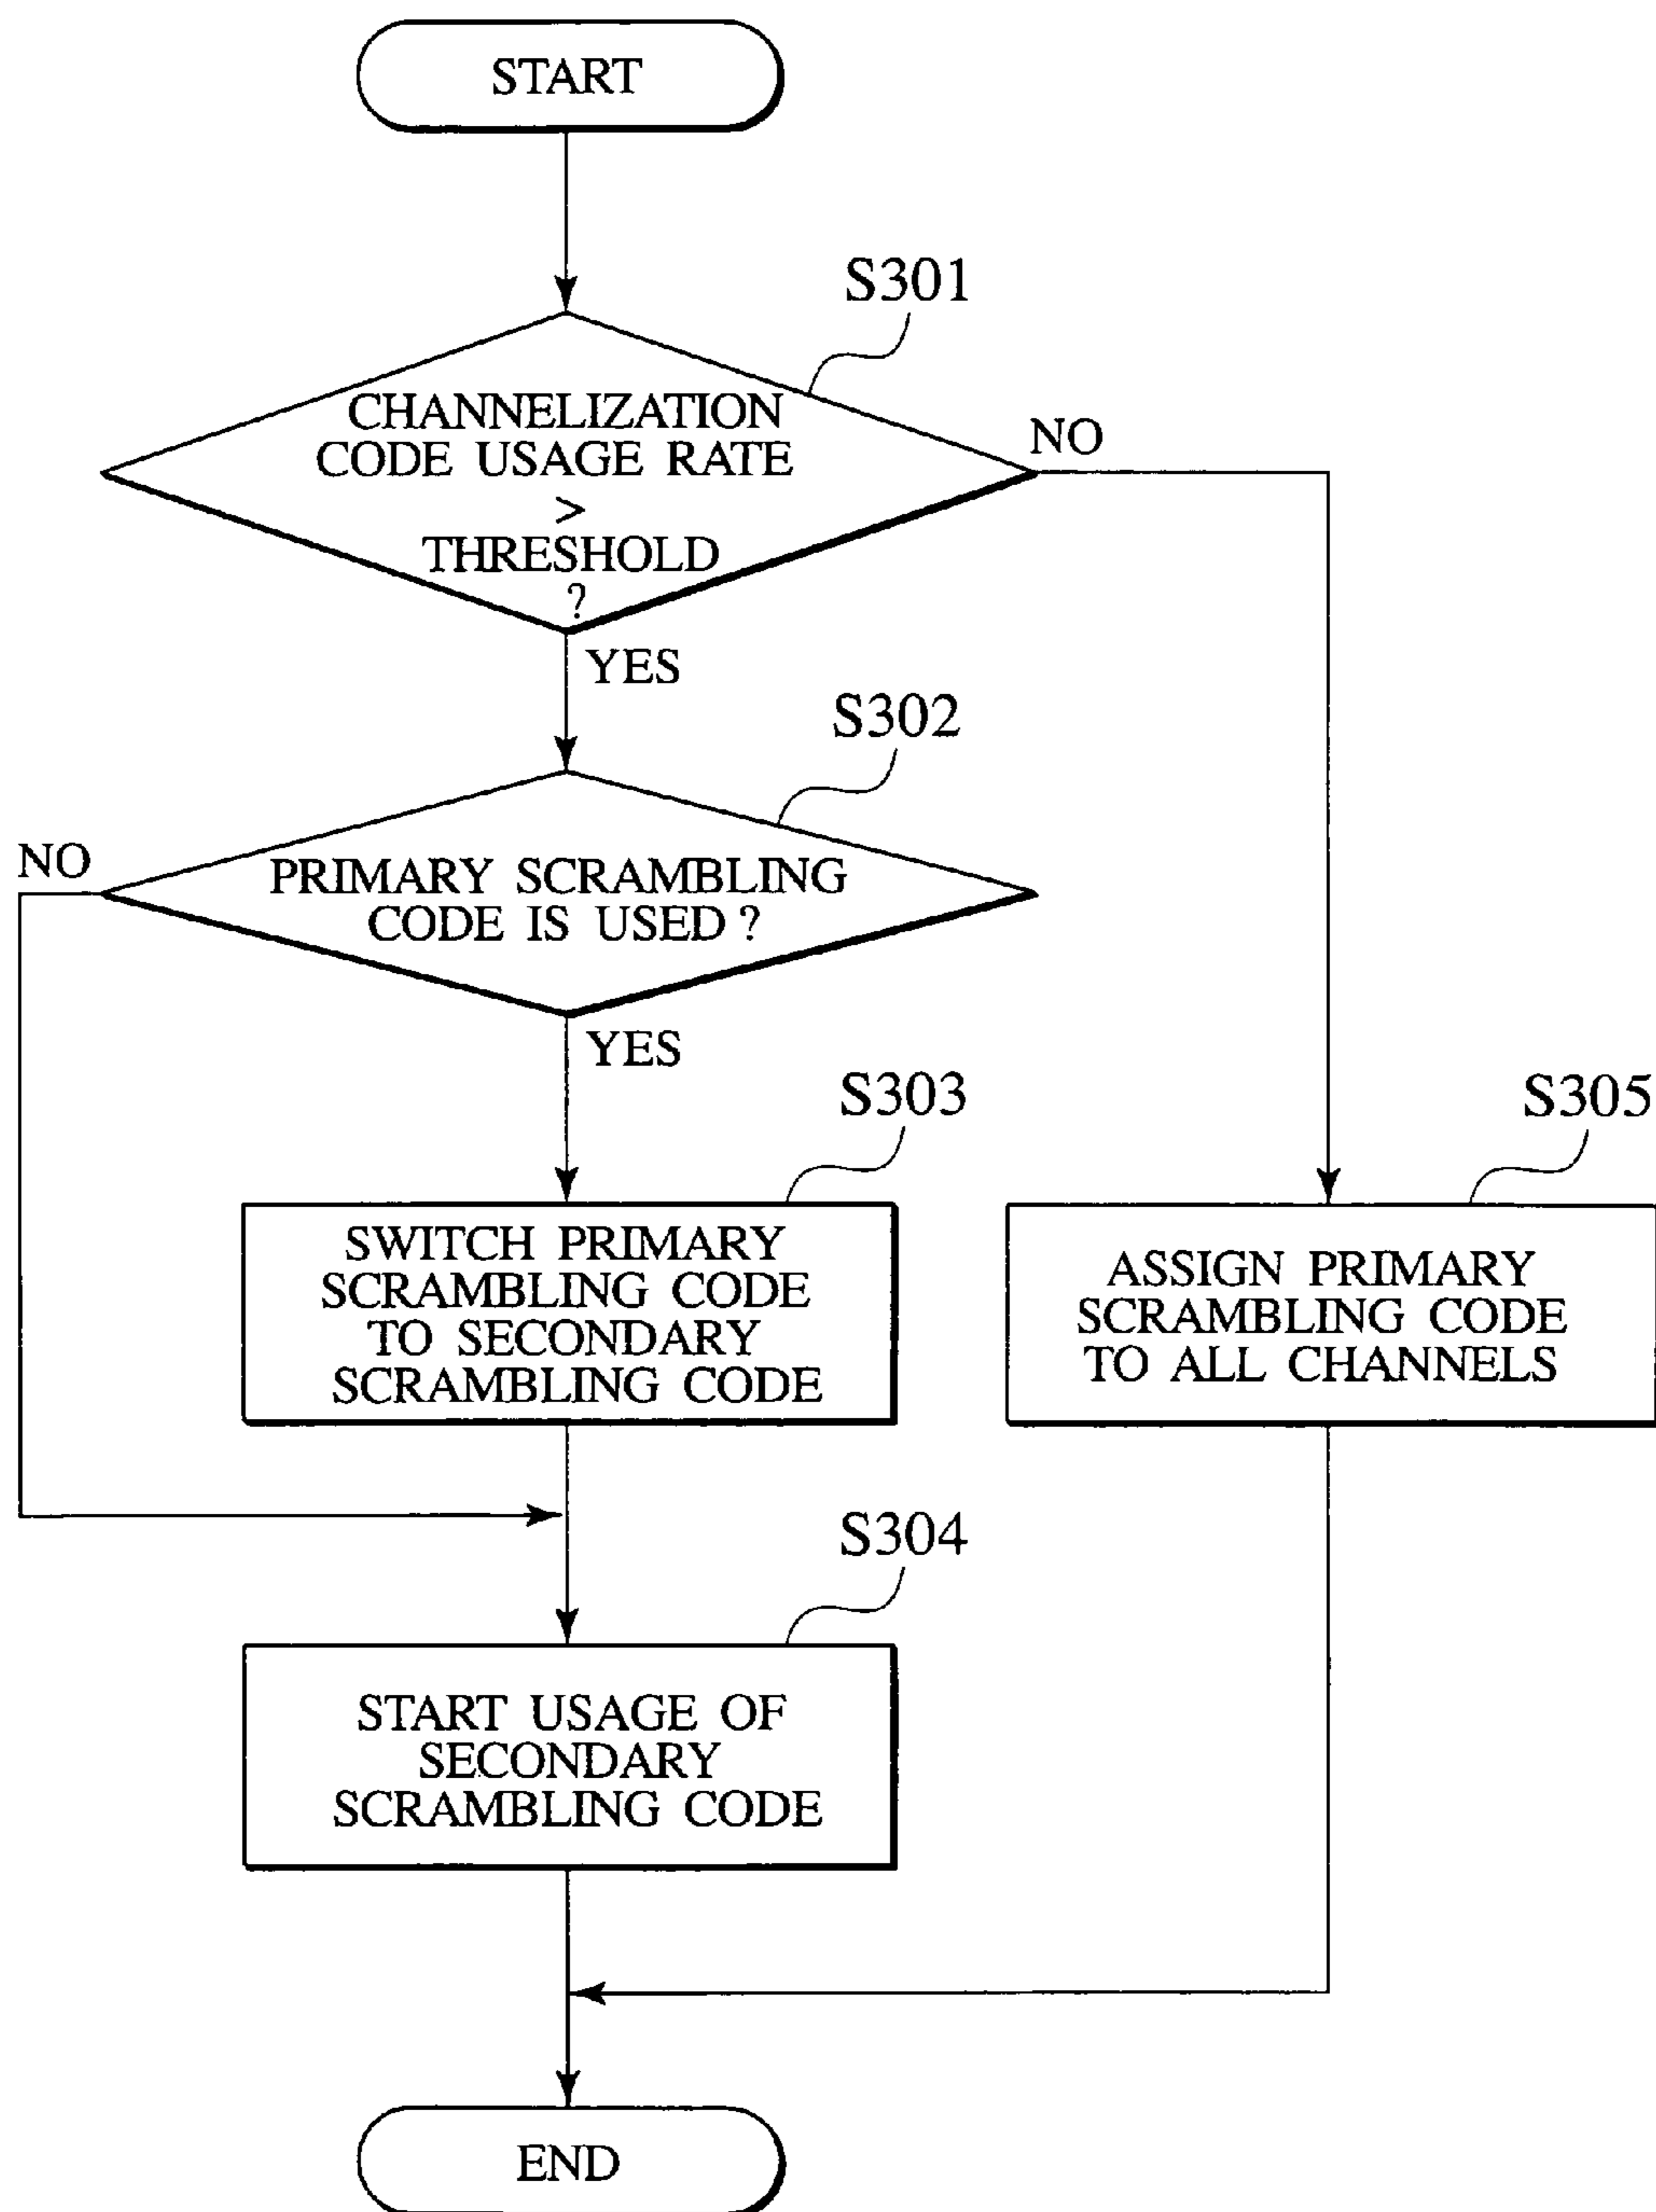 START
S301
CHANNELIZATION
CODE USAGE RATE
>
THRESHOLD
?
NO
YES
S302
NO
PRIMARY SCRAMBLING
CODE IS USED ?
YES
S303
SWITCH PRIMARY
SCRAMBLING CODE
TO SECONDARY
SCRAMBLING CODE
S305
ASSIGN PRIMARY
SCRAMBLING CODE
TO ALL CHANNELS
S304
START USAGE OF
SECONDARY
SCRAMBLING CODE
END